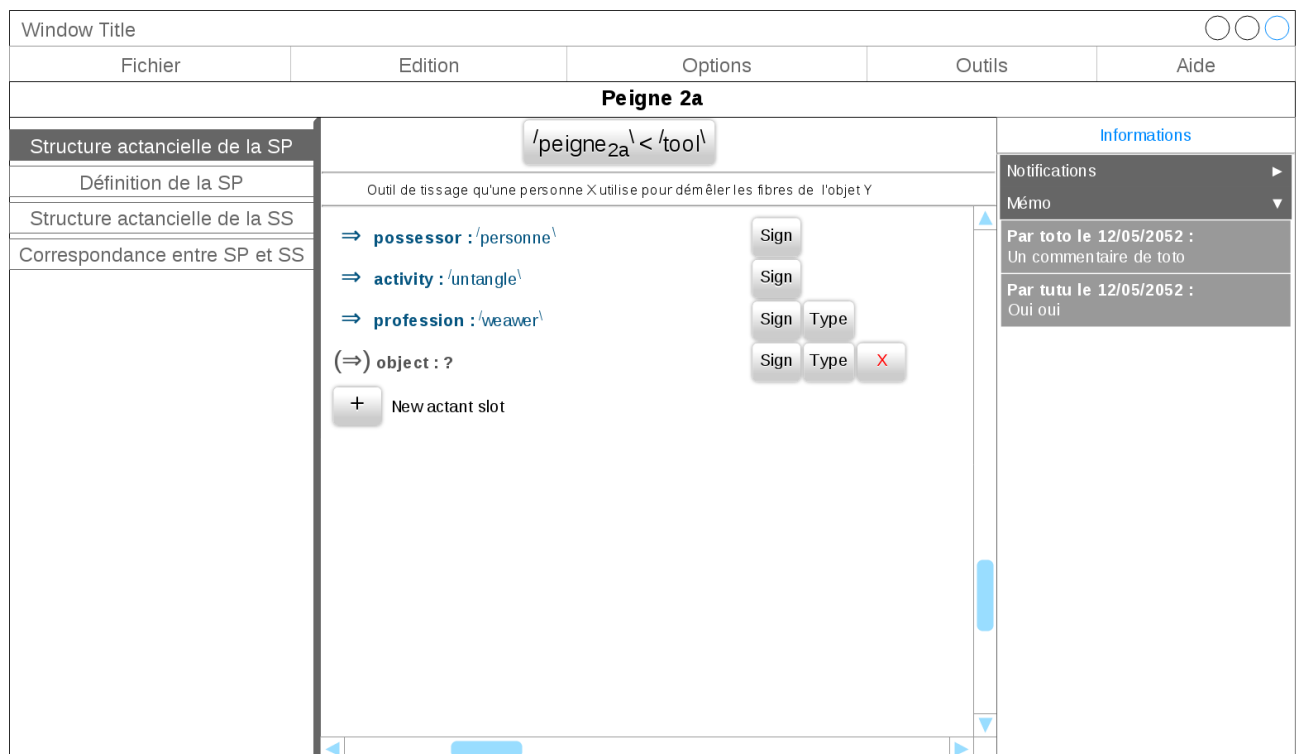 Window Title
Fichier Edition Options Outils Aide
Peigne 2a
Structure actancielle de la SP
Définition de la SP
Structure actancielle de la SS
Correspondance entre SP et SS
/peigne2a\ < /tool\
Outil de tissage qu'une personne X utilise pour démêler les fibres de l'objet Y
⇒ possessor : /personne\ Sign
⇒ activity : /untangle\ Sign
⇒ profession : /weawer\ Sign Type
(⇒) object : ? Sign Type X
+ New actant slot
Informations
Notifications ►
Mémo ▼
Par toto le 12/05/2052 :
Un commentaire de toto
Par tutu le 12/05/2052 :
Oui oui